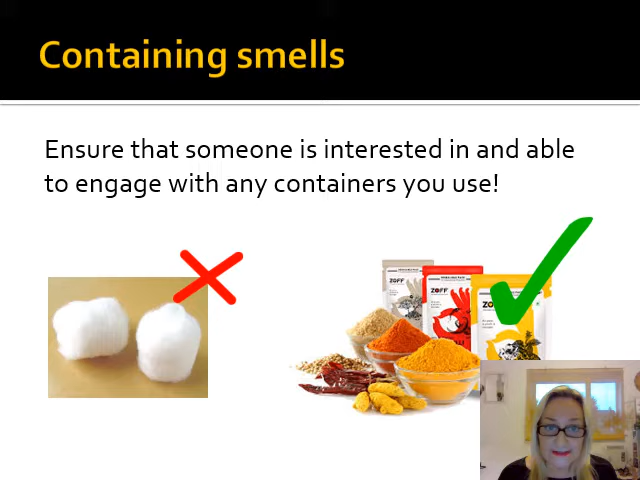 Containing smells
Ensure that someone is interested in and able
to engage with any containers you use!
ZOFF
ZOFF